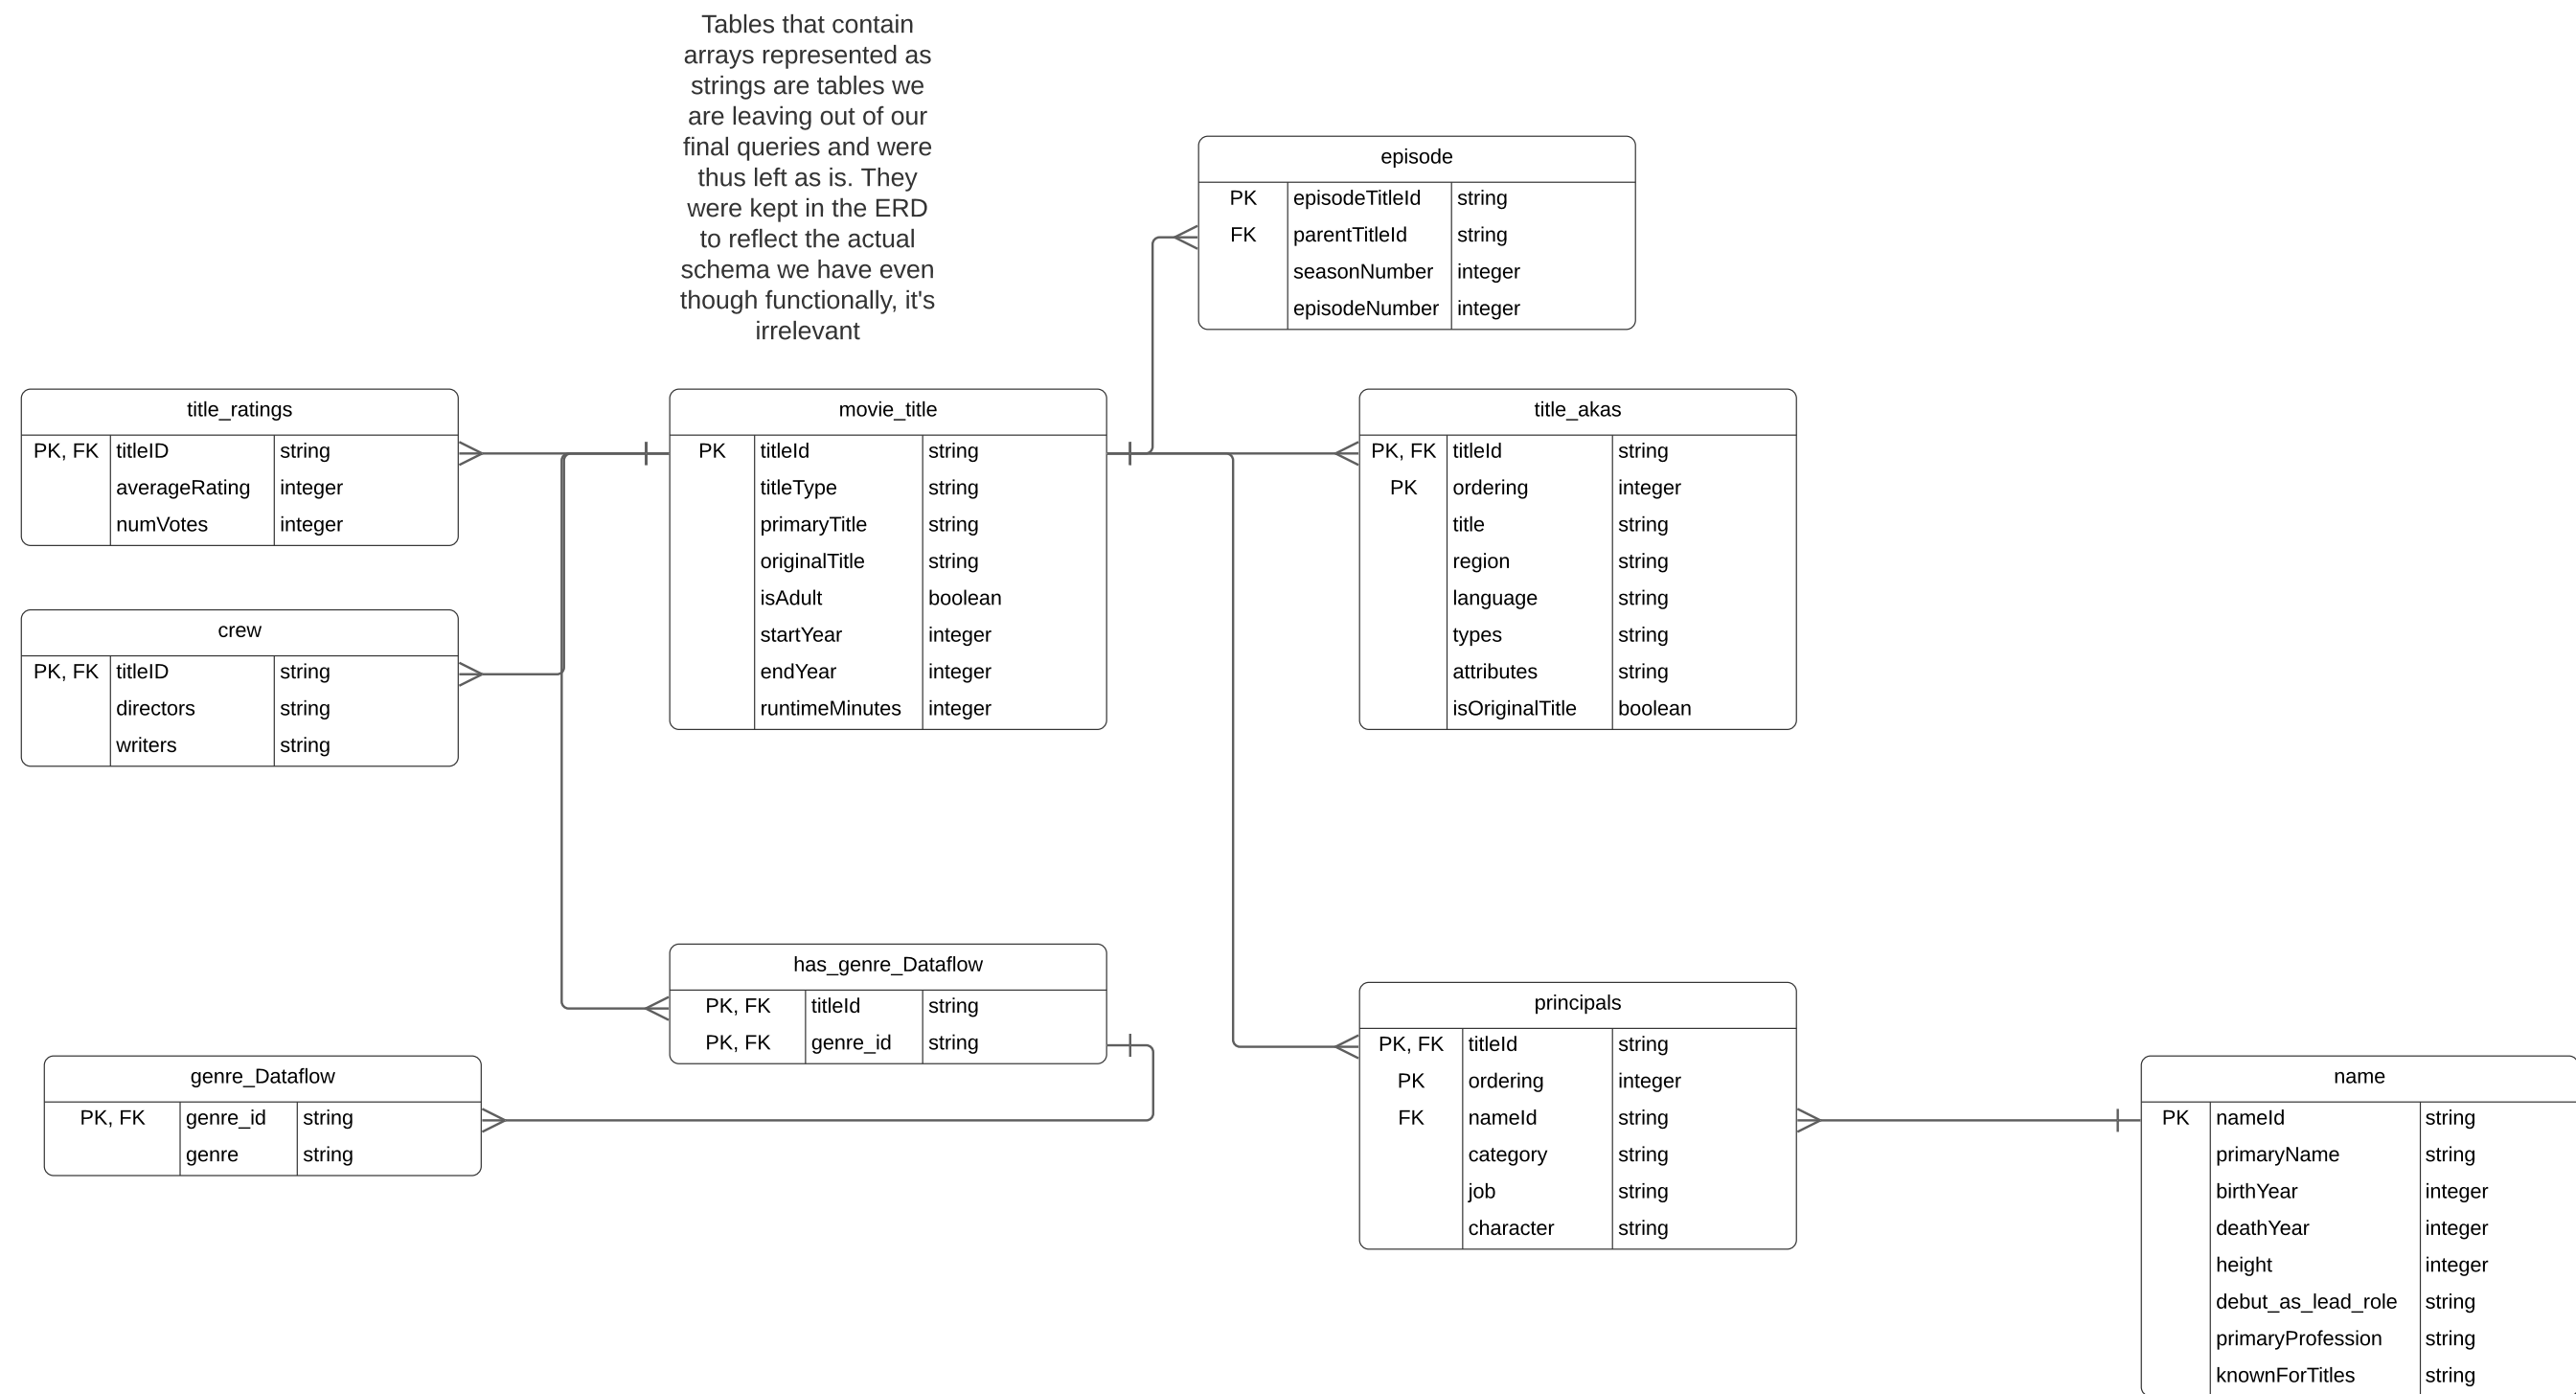 Tables that contain
arrays represented as
strings are tables we
are leaving out of our
final queries and were
thus left as is. They
were kept in the ERD
to reflect the actual
schema we have even
though functionally, it's
irrelevant
episode
PK episodeTitleId string
FK parentTitleId string
seasonNumber integer
episodeNumber integer
title_ratings
PK, FK titleID string
averageRating integer
numVotes integer
movie_title
PK titleId string
titleType string
primaryTitle string
originalTitle string
isAdult boolean
startYear integer
endYear integer
runtimeMinutes integer
title_akas
PK, FK titleId string
PK ordering integer
title string
region string
language string
types string
attributes string
isOriginalTitle boolean
crew
PK, FK titleID string
directors string
writers string
has_genre_Dataflow
PK, FK titleId string
PK, FK genre_id string
genre_Dataflow
PK, FK genre_id string
genre string
principals
PK, FK titleId string
PK ordering integer
FK nameId string
category string
job string
character string
name
PK nameId string
primaryName string
birthYear integer
deathYear integer
height integer
debut_as_lead_role string
primaryProfession string
knownForTitles string